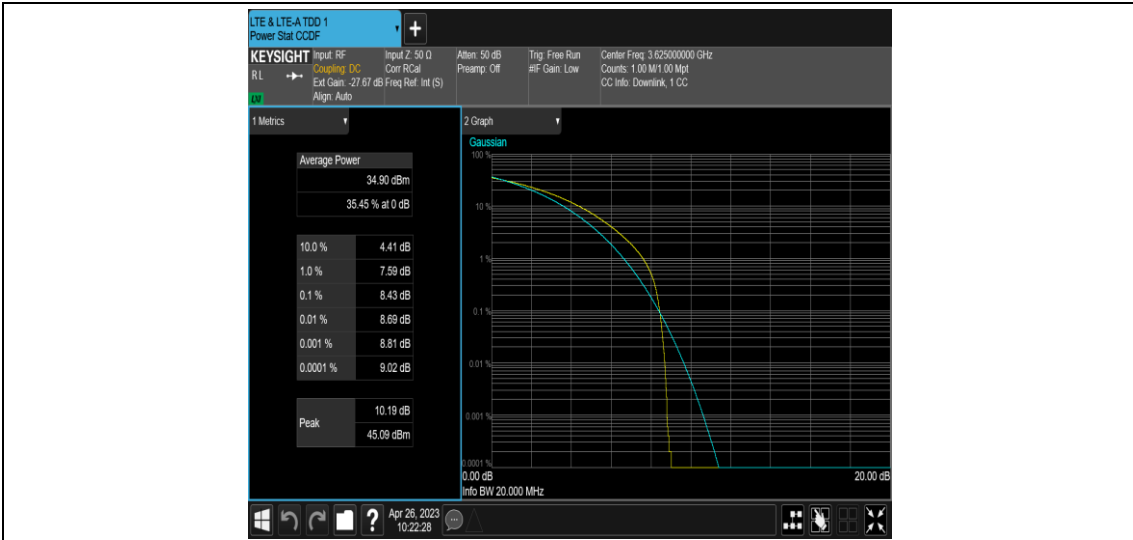 LTE & LTE-A TDD 1
Power Stat CCDF
KEYSIGHT
RL
LM
Input: RF
Coupling: DC
Ext Gain: -27.67 dB
Align: Auto
Input Z: 50 Ω
Corr RCal
Freq Ref: Int (S)
Atten: 50 dB
Preamp: Off
Trig: Free Run
#IF Gain: Low
Center Freq: 3.625000000 GHz
Counts: 1.00 M/1.00 Mpt
CC Info: Downlink, 1 CC
1 Metrics
Average Power
34.90 dBm
35.45 % at 0 dB
10.0 % 4.41 dB
1.0 % 7.59 dB
0.1 % 8.43 dB
0.01 % 8.69 dB
0.001 % 8.81 dB
0.0001 % 9.02 dB
Peak
10.19 dB
45.09 dBm
2 Graph
Gaussian
100 %
10 %
1 %
0.1 %
0.01 %
0.001 %
0.0001 %
0.00 dB
20.00 dB
Info BW 20.000 MHz
Apr 26, 2023
10:22:28